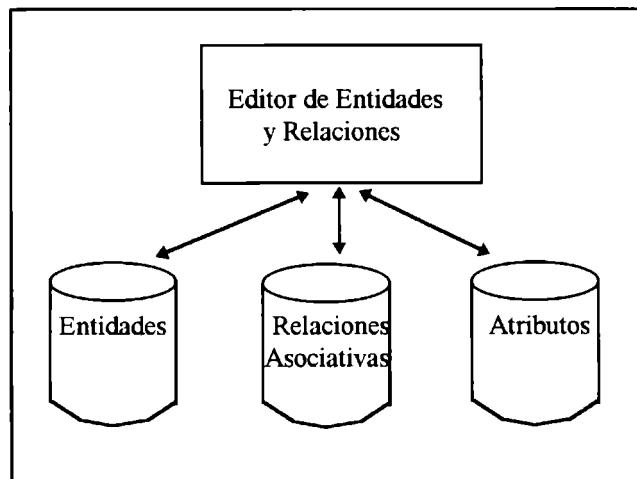 Editor de Entidades
y Relaciones
Entidades
Relaciones
Asociativas
Atributos